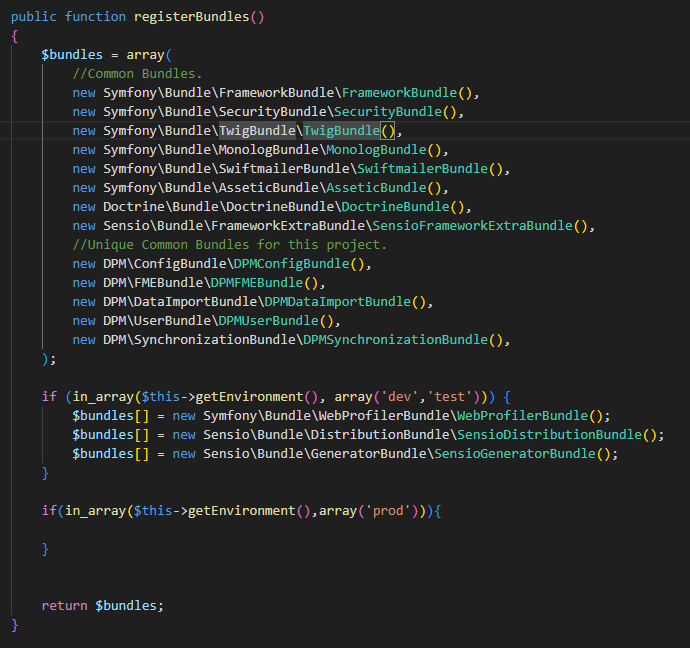 public function registerBundles()
{
$bundles = array(
//Common Bundles.
new Symfony\Bundle\FrameworkBundle\FrameworkBundle(),
new Symfony\Bundle\SecurityBundle\SecurityBundle(),
new Symfony\Bundle\TwigBundle\TwigBundle(),
new Symfony\Bundle\MonologBundle\MonologBundle(),
new Symfony\Bundle\SwiftmailerBundle\SwiftmailerBundle(),
new Symfony\Bundle\AsseticBundle\AsseticBundle(),
new Doctrine\Bundle\DoctrineBundle\DoctrineBundle(),
new Sensio\Bundle\FrameworkExtraBundle\SensioFrameworkExtraBundle(),
//Unique Common Bundles for this project.
new DPM\ConfigBundle\DPMConfigBundle(),
new DPM\FMEBundle\DPMFMEBundle(),
new DPM\DataImportBundle\DPMDataImportBundle(),
new DPM\UserBundle\DPMUserBundle(),
new DPM\SynchronizationBundle\DPMSynchronizationBundle(),
);
if (in_array($this->getEnvironment(), array('dev','test'))) {
$bundles[] = new Symfony\Bundle\WebProfilerBundle\WebProfilerBundle();
$bundles[] = new Sensio\Bundle\DistributionBundle\SensioDistributionBundle();
$bundles[] = new Sensio\Bundle\GeneratorBundle\SensioGeneratorBundle();
}
if(in_array($this->getEnvironment(),array('prod'))){
}
return $bundles;
}